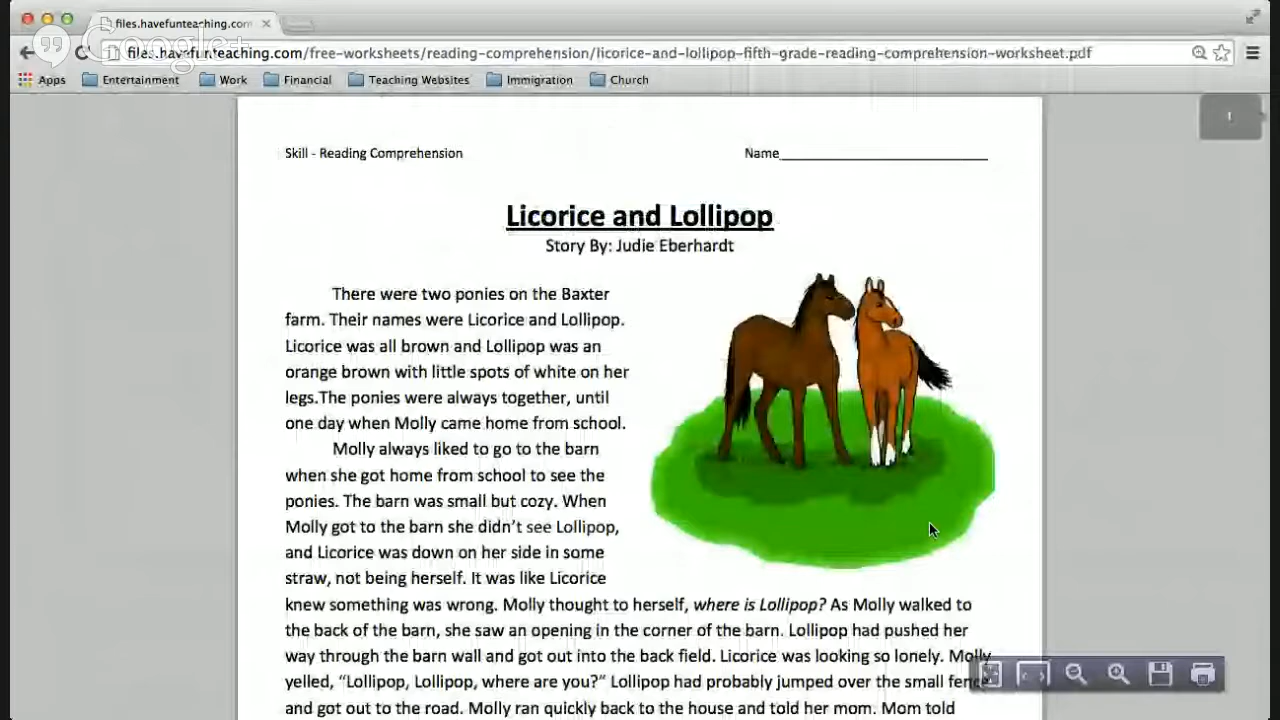 files.havefunteaching.com
Google+
files.havefunteaching.com/free-worksheets/reading-comprehension/licorice-and-lollipop-fifth-grade-reading-comprehension-worksheet.pdf
Apps Entertainment Work Financial Teaching Websites Immigration Church
1
Skill - Reading Comprehension Name
Licorice and Lollipop
Story By: Judie Eberhardt
There were two ponies on the Baxter
farm. Their names were Licorice and Lollipop.
Licorice was all brown and Lollipop was an
orange brown with little spots of white on her
legs.The ponies were always together, until
one day when Molly came home from school.
Molly always liked to go to the barn
when she got home from school to see the
ponies. The barn was small but cozy. When
Molly got to the barn she didn't see Lollipop,
and Licorice was down on her side in some
straw, not being herself. It was like Licorice
knew something was wrong. Molly thought to herself, where is Lollipop? As Molly walked to
the back of the barn, she saw an opening in the corner of the barn. Lollipop had pushed her
way through the barn wall and got out into the back field. Licorice was looking so lonely. Molly
yelled, “Lollipop, Lollipop, where are you?” Lollipop had probably jumped over the small fence
and got out to the road. Molly ran quickly back to the house and told her mom. Mom told